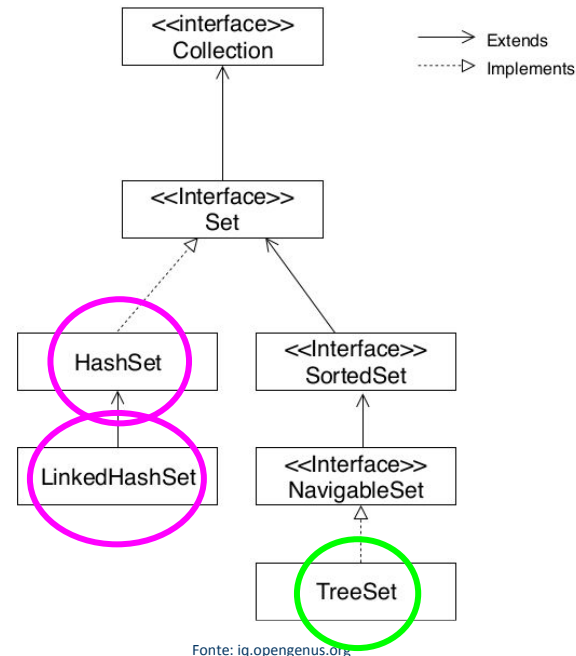 <<interface>>
Collection
Extends
Implements
<<Interface>>
Set
HashSet
<<Interface>>
SortedSet
LinkedHashSet
<<Interface>>
NavigableSet
TreeSet
Fonte: iq.opengenus.org